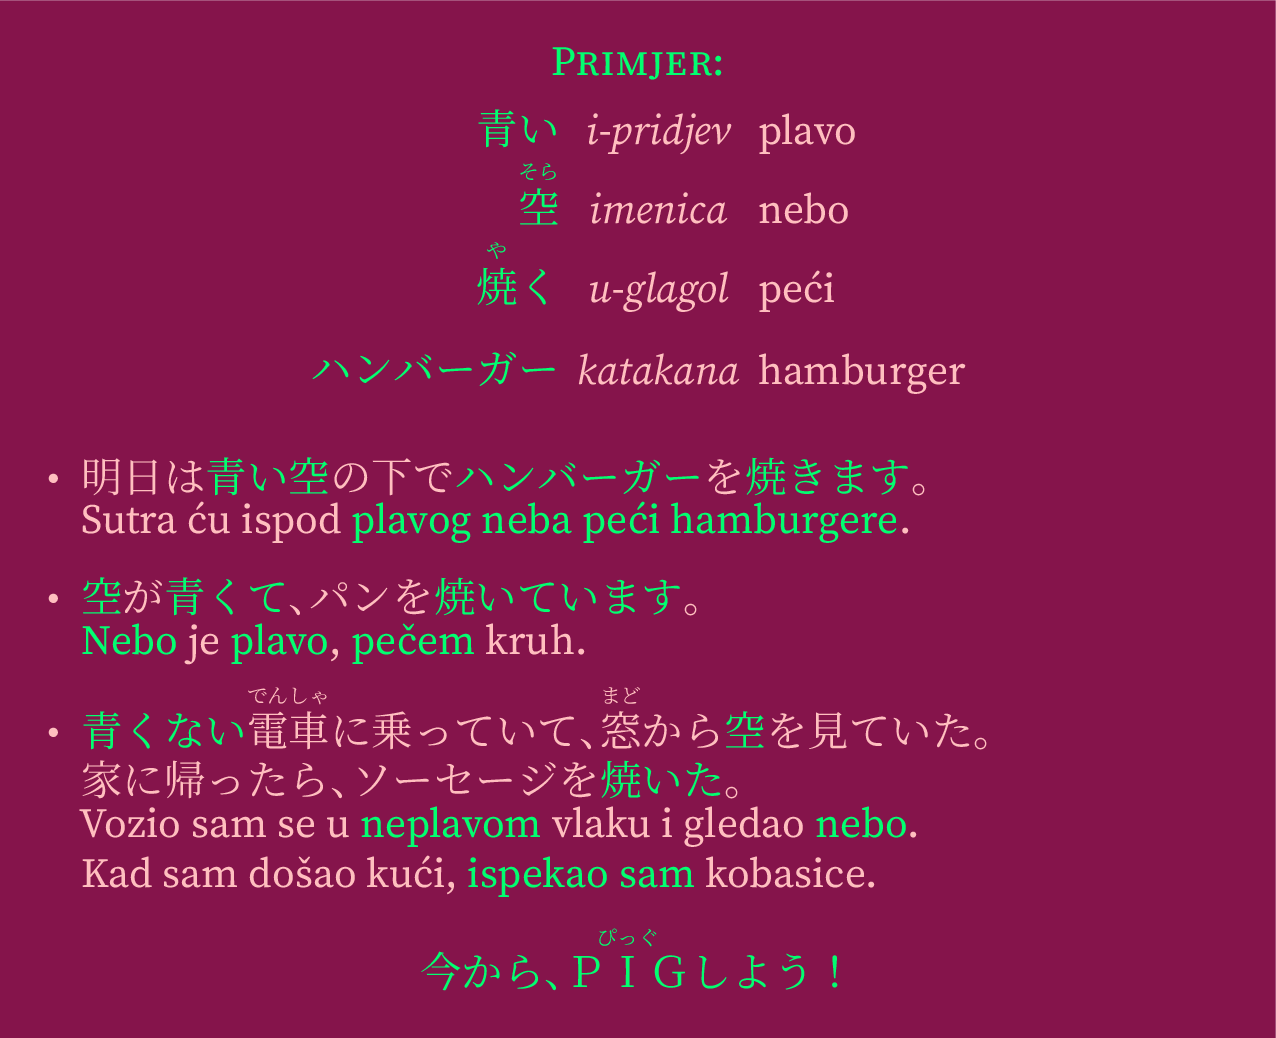 PRIMJER:
青い i-pridjev plavo
そら
空 imenica nebo
や
焼く u-glagol peći
ハンバーガー katakana hamburger
• 明日は青い空の下でハンバーガーを焼きます。
Sutra ću ispod plavog neba peći hamburgere.
• 空が青くて、パンを焼いています。
Nebo je plavo, pečem kruh.
でんしゃ まど
• 青くない電車に乗っていて、窓から空を見ていた。
家に帰ったら、ソーセージを焼いた。
Vozio sam se u neplavom vlaku i gledao nebo.
Kad sam došao kući, ispekao sam kobasice.
ぴっぐ
今から、ＰＩＧしよう！